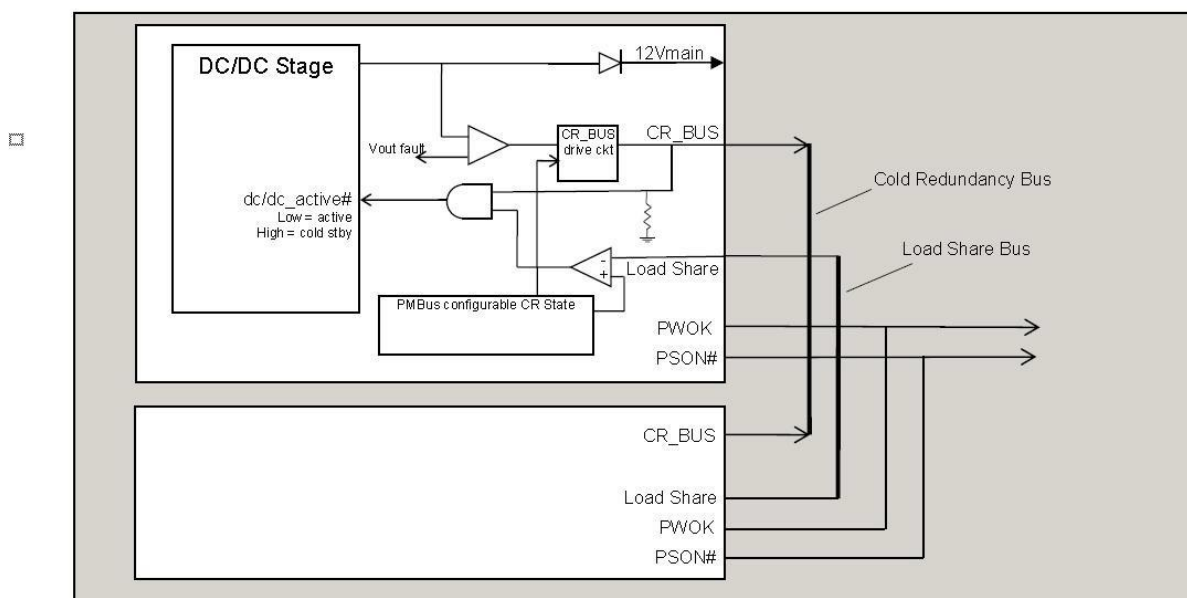 DC/DC Stage
12Vmain
Vout fault
CR_BUS
drive ckt
CR_BUS
dc/dc_active#
Low = active
High = cold stby
Load Share
PMBus configurable CR State
PWOK
PSON#
Cold Redundancy Bus
Load Share Bus
CR_BUS
Load Share
PWOK
PSON#